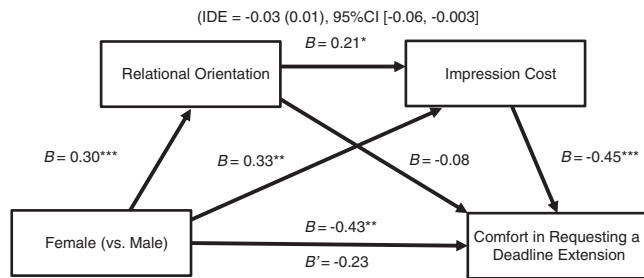 (IDE = -0.03 (0.01), 95%CI [-0.06, -0.003]
B = 0.21*
Relational Orientation
Impression Cost
B = 0.30***
B = 0.33**
B = -0.08
B = -0.45***
Female (vs. Male)
B = -0.43**
B' = -0.23
Comfort in Requesting a
Deadline Extension